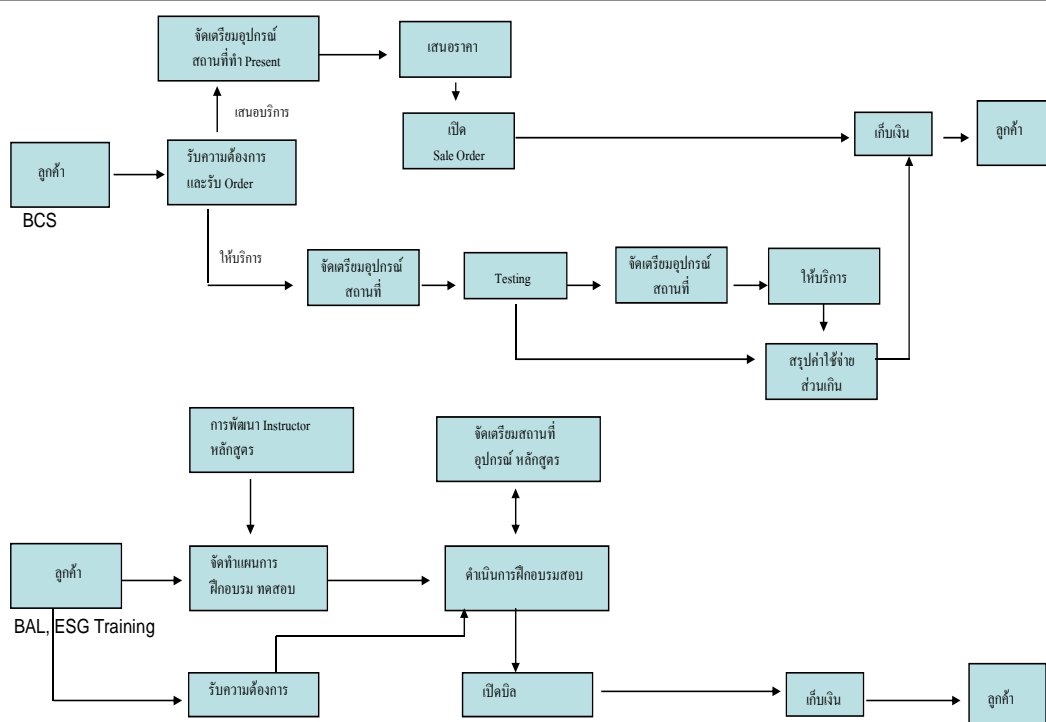 จัดเตรียมอุปกรณ์
สถานที่ทำ Present
เสนอราคา
เสนอบริการ
เปิด
Sale Order
เก็บเงิน
ลูกค้า
ลูกค้า
BCS
รับความต้องการ
และรับ Order
ให้บริการ
จัดเตรียมอุปกรณ์
สถานที่
Testing
จัดเตรียมอุปกรณ์
สถานที่
ให้บริการ
สรุปค่าใช้จ่าย
ส่วนเกิน
การพัฒนา Instructor
หลักสูตร
จัดเตรียมสถานที่
อุปกรณ์ หลักสูตร
ลูกค้า
BAL, ESG Training
จัดทำแผนการ
ฝึกอบรม ทดสอบ
ดำเนินการฝึกอบรมสอบ
รับความต้องการ
เปิดบิล
เก็บเงิน
ลูกค้า